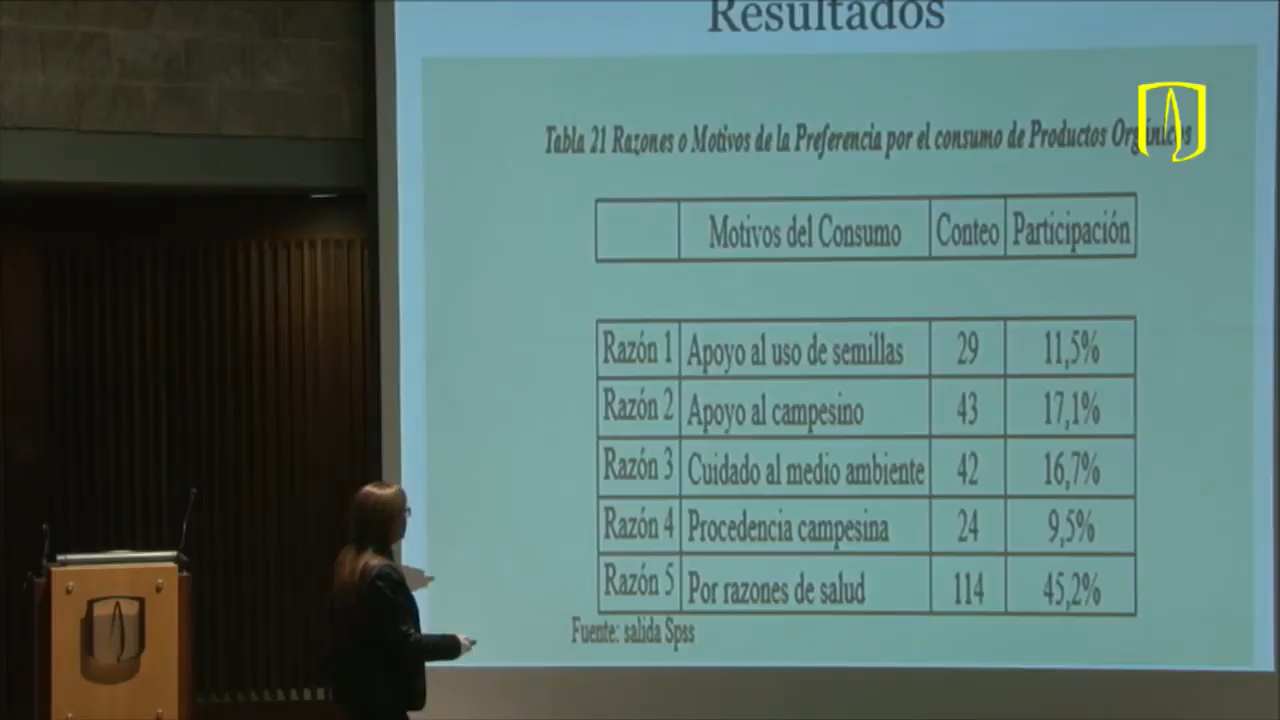 Resultados
Tabla 21 Razones o Motivos de la Preferencia por el consumo de Productos Orgánicos
Motivos del Consumo Conteo Participación
Razón 1 Apoyo al uso de semillas 29 11,5%
Razón 2 Apoyo al campesino 43 17,1%
Razón 3 Cuidado al medio ambiente 42 16,7%
Razón 4 Procedencia campesina 24 9,5%
Razón 5 Por razones de salud 114 45,2%
Fuente: salida Spss